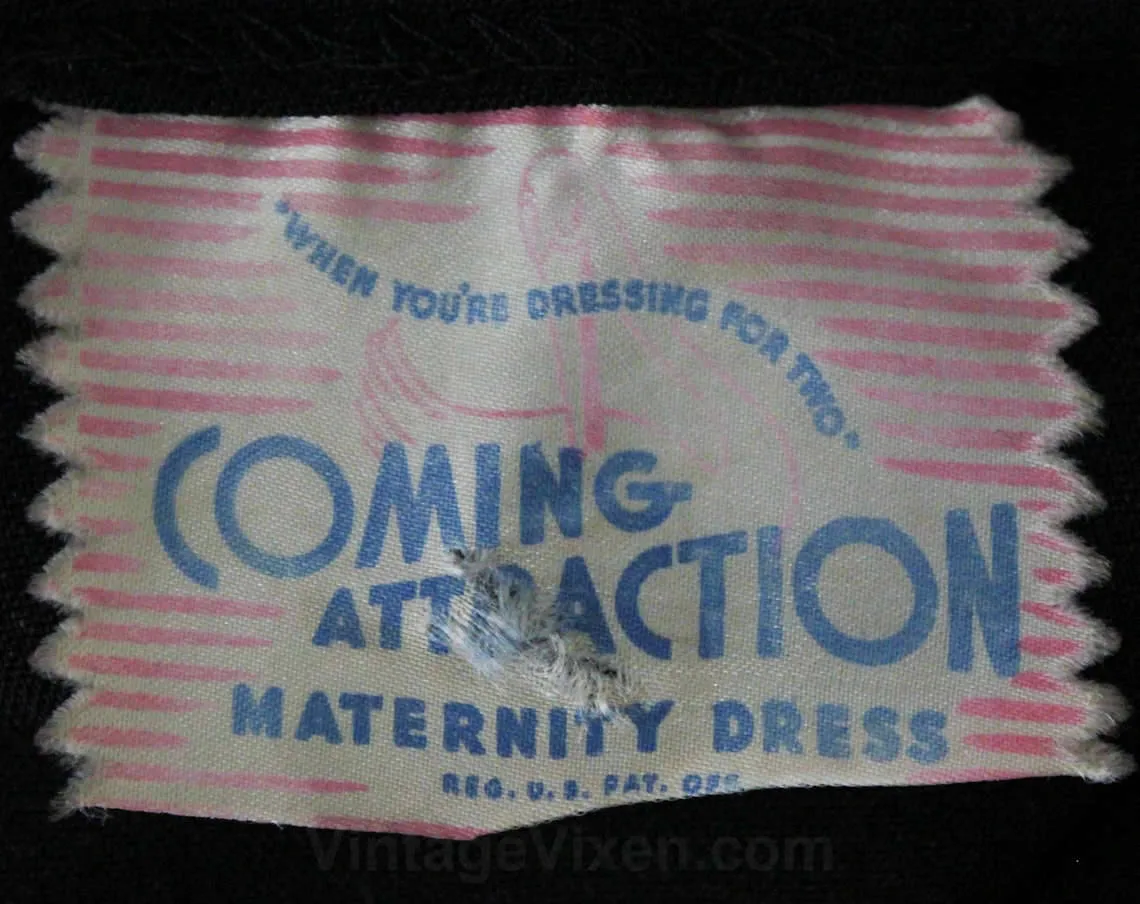 "WHEN YOU'RE DRESSING FOR TWO"
COMING
ATTRACTION
MATERNITY DRESS
REG. U.S. PAT. OFF.
VintageVixen.com